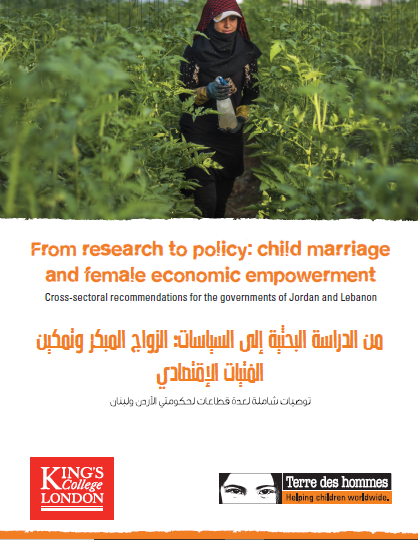 From research to policy: child marriage
and female economic empowerment
Cross-sectoral recommendations for the governments of Jordan and Lebanon
من الدراسة البحثية إلى السياسات: الزواج المبكر وتمكين
الفتيات الإقتصادي
توصيات شاملة لعدة قطاعات لحكومتي الأردن ولبنان
KING'S
College
LONDON
Terre des hommes
Helping children worldwide.